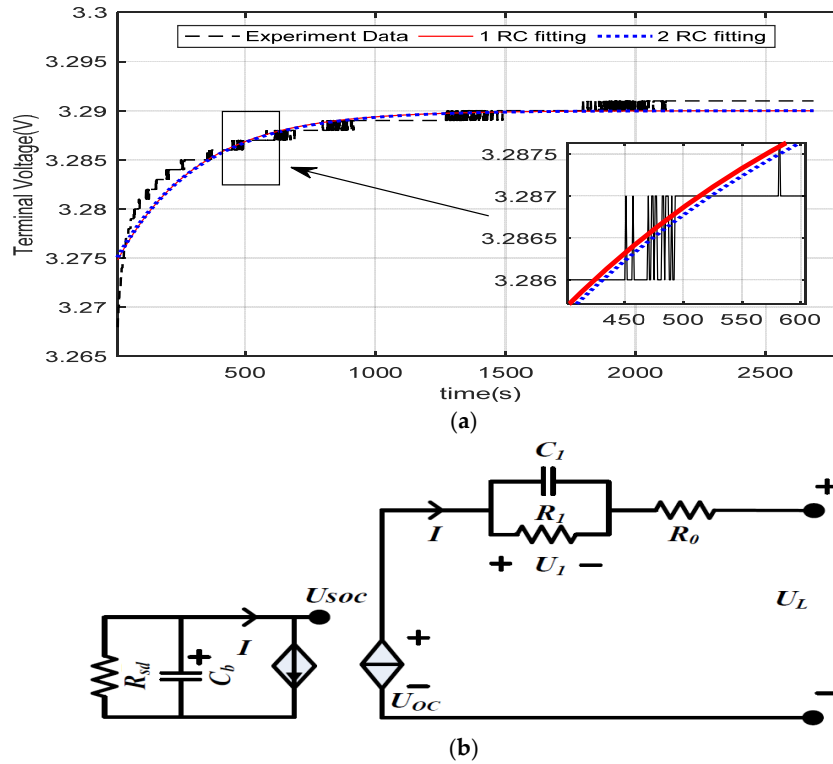 3.3
3.295
3.29
3.285
3.28
3.275
3.27
3.265
Terminal Voltage(V)
Experiment Data 1 RC fitting 2 RC fitting
3.2875
3.287
3.2865
3.286
450 500 550 600
500 1000 1500 2000 2500
time(s)
(a)
C1
R1
I
+ U1 −
R0
+
UL
−
Usoc
I
Rsd
+
Cb
+
−
UOC
(b)